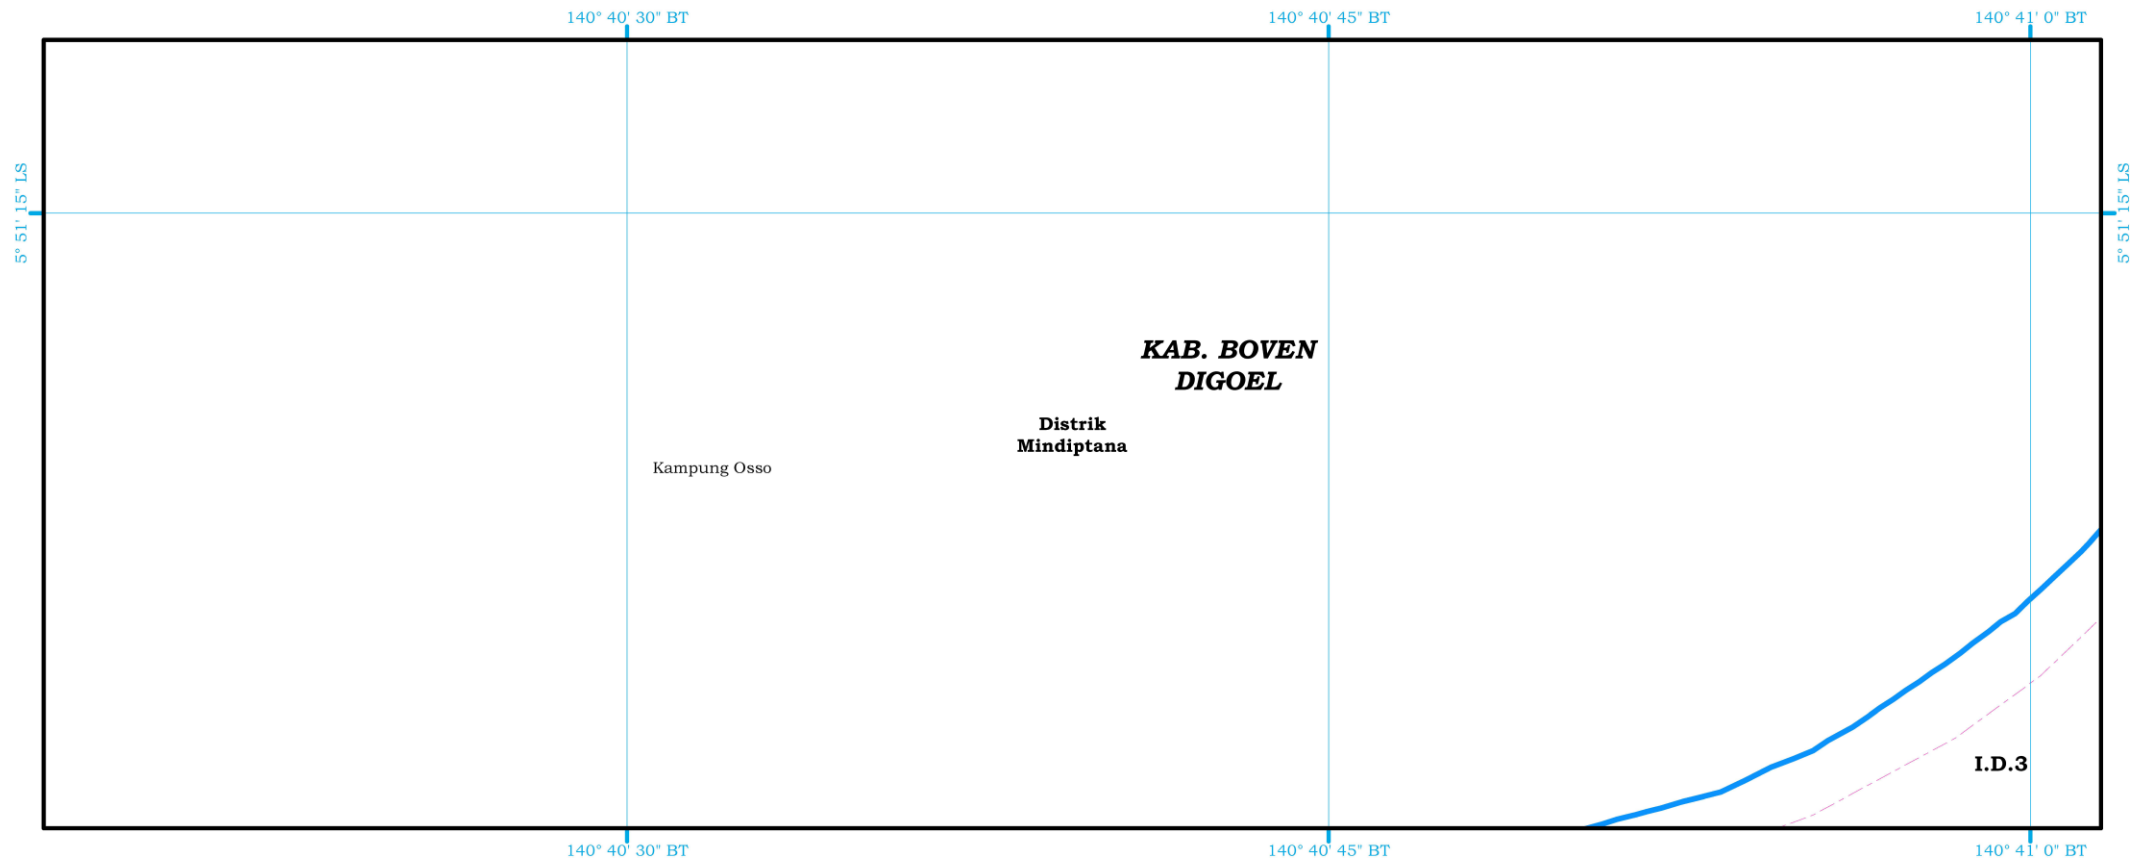 140° 40' 30" BT
140° 40' 45" BT
140° 41' 0" BT
5° 51' 15" LS
5° 51' 15" LS
KAB. BOVEN
DIGOEL
Distrik
Mindiptana
Kampung Osso
I.D.3
140° 40' 30" BT
140° 40' 45" BT
140° 41' 0" BT